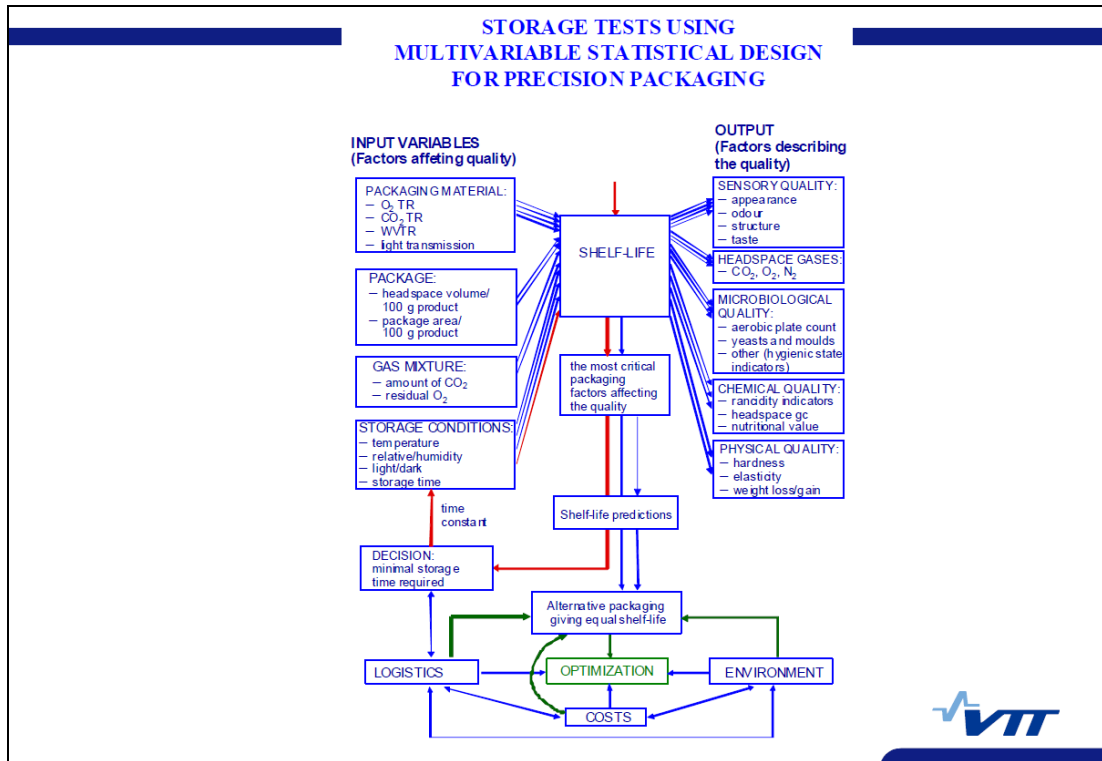 STORAGE TESTS USING
MULTIVARIABLE STATISTICAL DESIGN
FOR PRECISION PACKAGING
INPUT VARIABLES
(Factors affeting quality)
PACKAGING MATERIAL:
– O₂ TR
– CO₂ TR
– WVTR
– light transmission
PACKAGE:
– headspace volume/
100 g product
– package area/
100 g product
GAS MIXTURE:
– amount of CO₂
– residual O₂
STORAGE CONDITIONS:
– temperature
– relative/humidity
– light/dark
– storage time
time
constant
DECISION:
minimal storage
time required
SHELF-LIFE
the most critical
packaging
factors affecting
the quality
Shelf-life predictions
Alternative packaging
giving equal shelf-life
LOGISTICS
OPTIMIZATION
ENVIRONMENT
COSTS
OUTPUT
(Factors describing
the quality)
SENSORY QUALITY:
– appearance
– odour
– structure
– taste
HEADSPACE GASES:
– CO₂, O₂, N₂
MICROBIOLOGICAL
QUALITY:
– aerobic plate count
– yeasts and moulds
– other (hygienic state
indicators)
CHEMICAL QUALITY:
– rancidity indicators
– headspace gc
– nutritional value
PHYSICAL QUALITY:
– hardness
– elasticity
– weight loss/gain
VTT